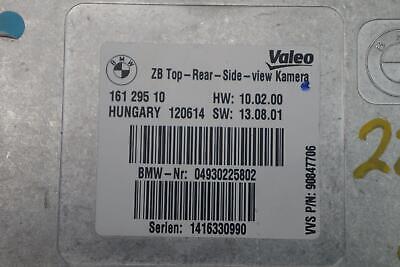 BMW
Valeo
ZB Top-Rear-Side-view Kamera
161 295 10 HW: 10.02.00
HUNGARY 120614 SW: 13.08.01
BMW-Nr: 04930225802
Serien: 1416330990
VVS P/N: 90847706